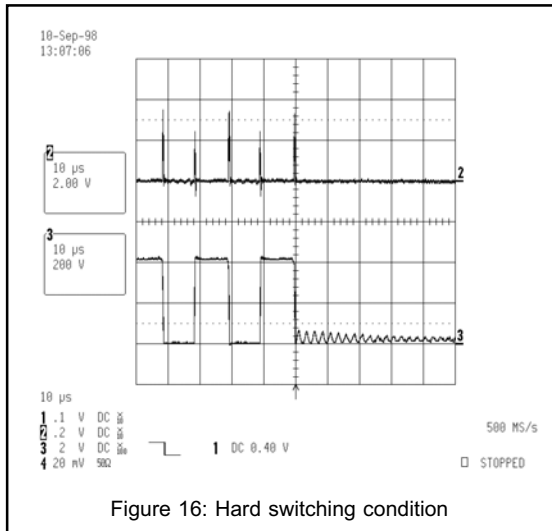 10-Sep-98
13:07:06
2
10 µs
2.00 V
2
3
10 µs
200 V
3
10 µs
1 .1 V DC
2 .2 V DC
3 2 V DC
4 20 mV 50Ω
1 DC 0.40 V
500 MS/s
STOPPED
Figure 16: Hard switching condition